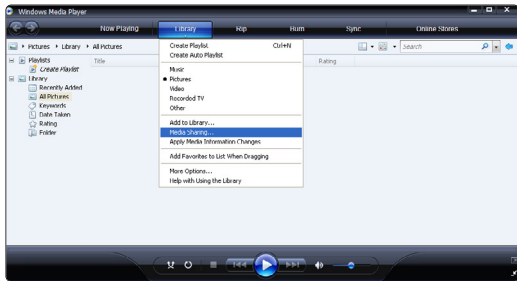 Windows Media Player
Now Playing Library Rip Burn Sync Online Stores
Pictures Library All Pictures Search
Playlists
Create Playlist
Library
Recently Added
All Pictures
Keywords
Date Taken
Rating
Folder
Title Rating
Create Playlist Ctrl+N
Create Auto Playlist
Music
Pictures
Video
Recorded TV
Other
Add to Library...
Media Sharing...
Apply Media Information Changes
Add Favorites to List When Dragging
More Options...
Help with Using the Library